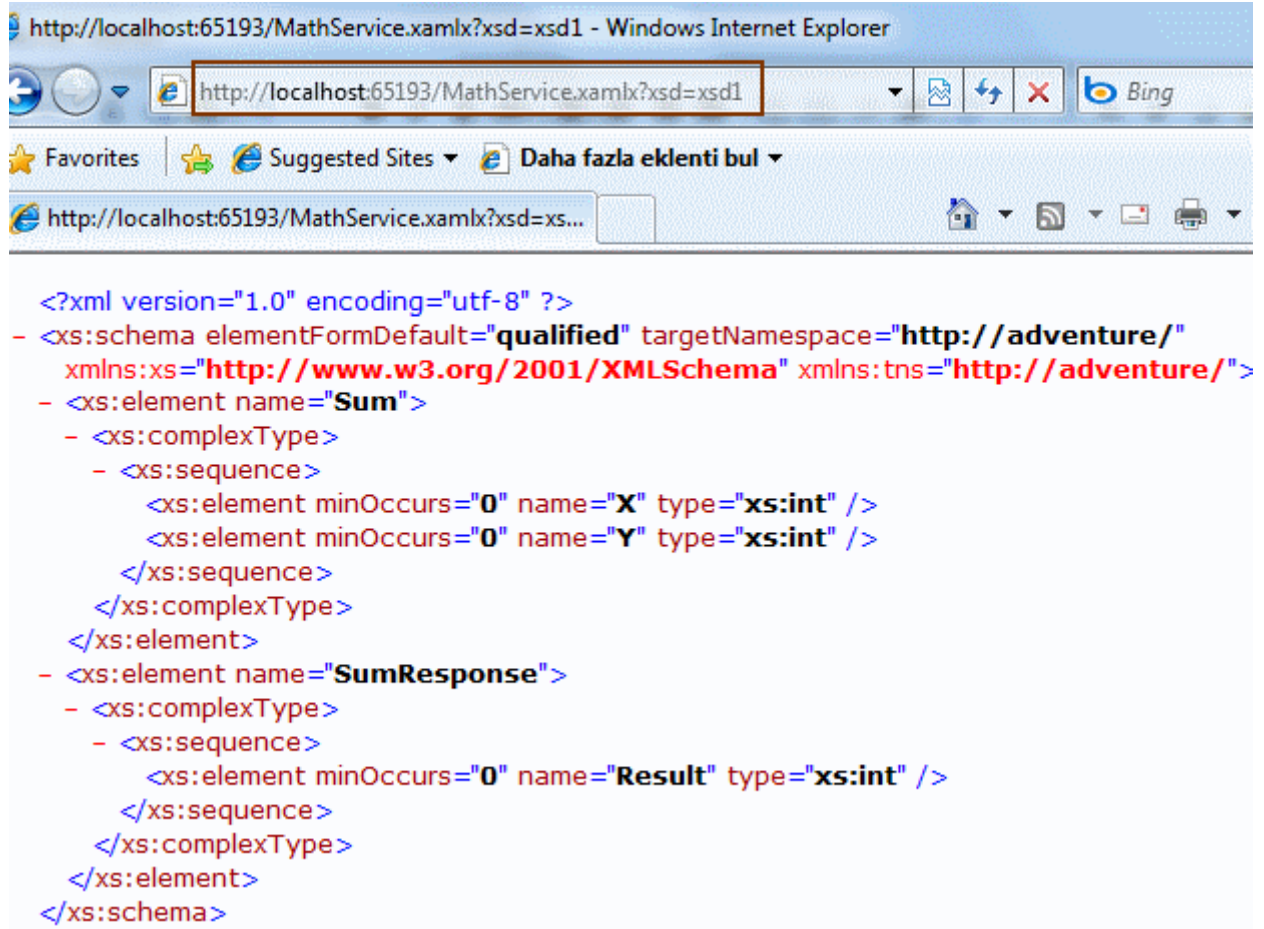 http://localhost:65193/MathService.xamlx?xsd=xsd1 - Windows Internet Explorer
http://localhost:65193/MathService.xamlx?xsd=xsd1 Bing
Favorites Suggested Sites Daha fazla eklenti bul
http://localhost:65193/MathService.xamlx?xsd=xs...
<?xml version="1.0" encoding="utf-8" ?>
- <xs:schema elementFormDefault="qualified" targetNamespace="http://adventure/"
xmlns:xs="http://www.w3.org/2001/XMLSchema" xmlns:tns="http://adventure/">
- <xs:element name="Sum">
- <xs:complexType>
- <xs:sequence>
<xs:element minOccurs="0" name="X" type="xs:int" />
<xs:element minOccurs="0" name="Y" type="xs:int" />
</xs:sequence>
</xs:complexType>
</xs:element>
- <xs:element name="SumResponse">
- <xs:complexType>
- <xs:sequence>
<xs:element minOccurs="0" name="Result" type="xs:int" />
</xs:sequence>
</xs:complexType>
</xs:element>
</xs:schema>